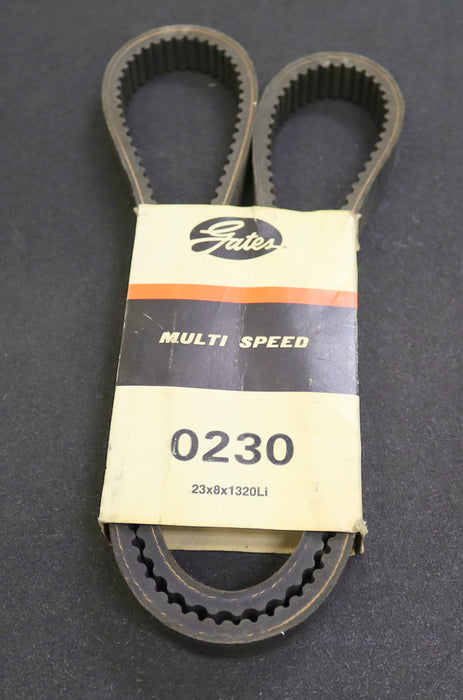 Gates
MULTI SPEED
0230
23x8x1320Li